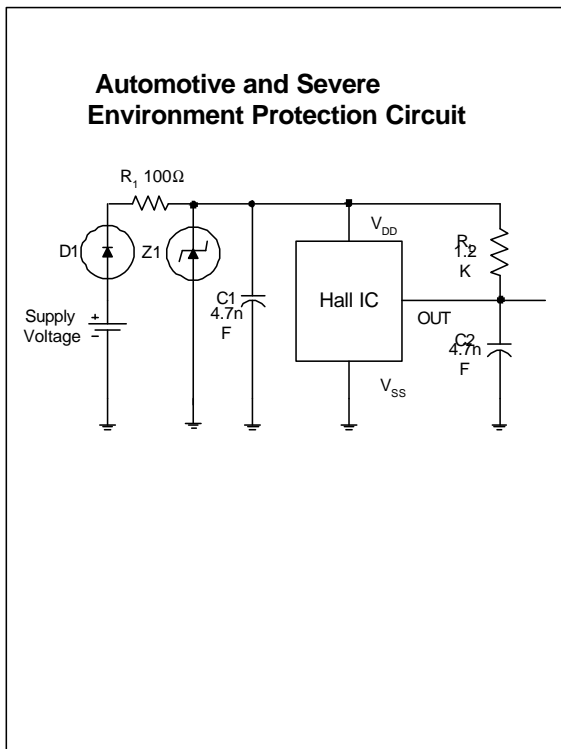 Automotive and Severe
Environment Protection Circuit
R1 100Ω
D1
Z1
C1
4.7n
F
Supply
Voltage
+
−
VDD
Hall IC
VSS
OUT
1.2
K
C2
4.7n
F